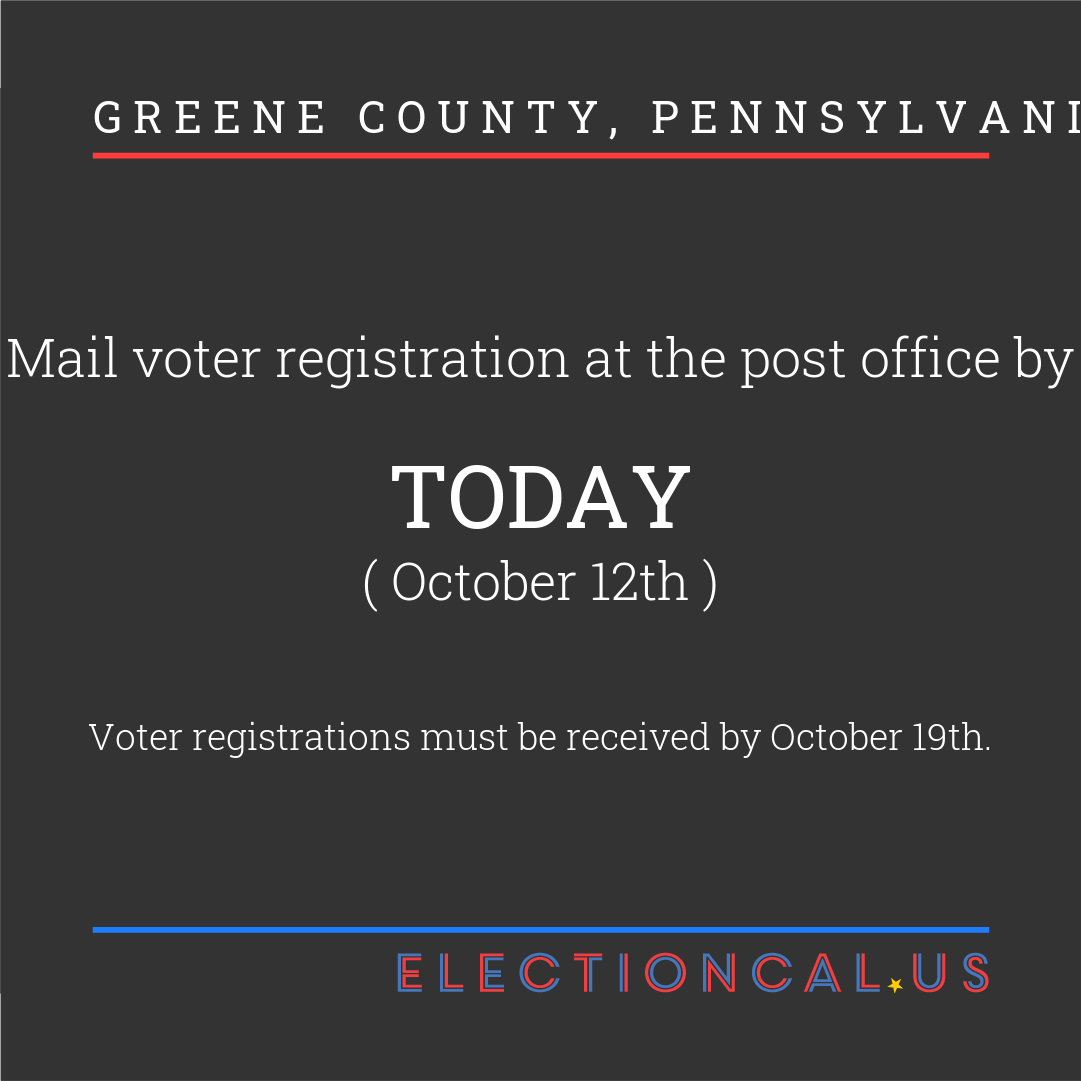 GREENE COUNTY, PENNSYLVANI
Mail voter registration at the post office by
TODAY
( October 12th )
Voter registrations must be received by October 19th.
ELECTIONCAL.US